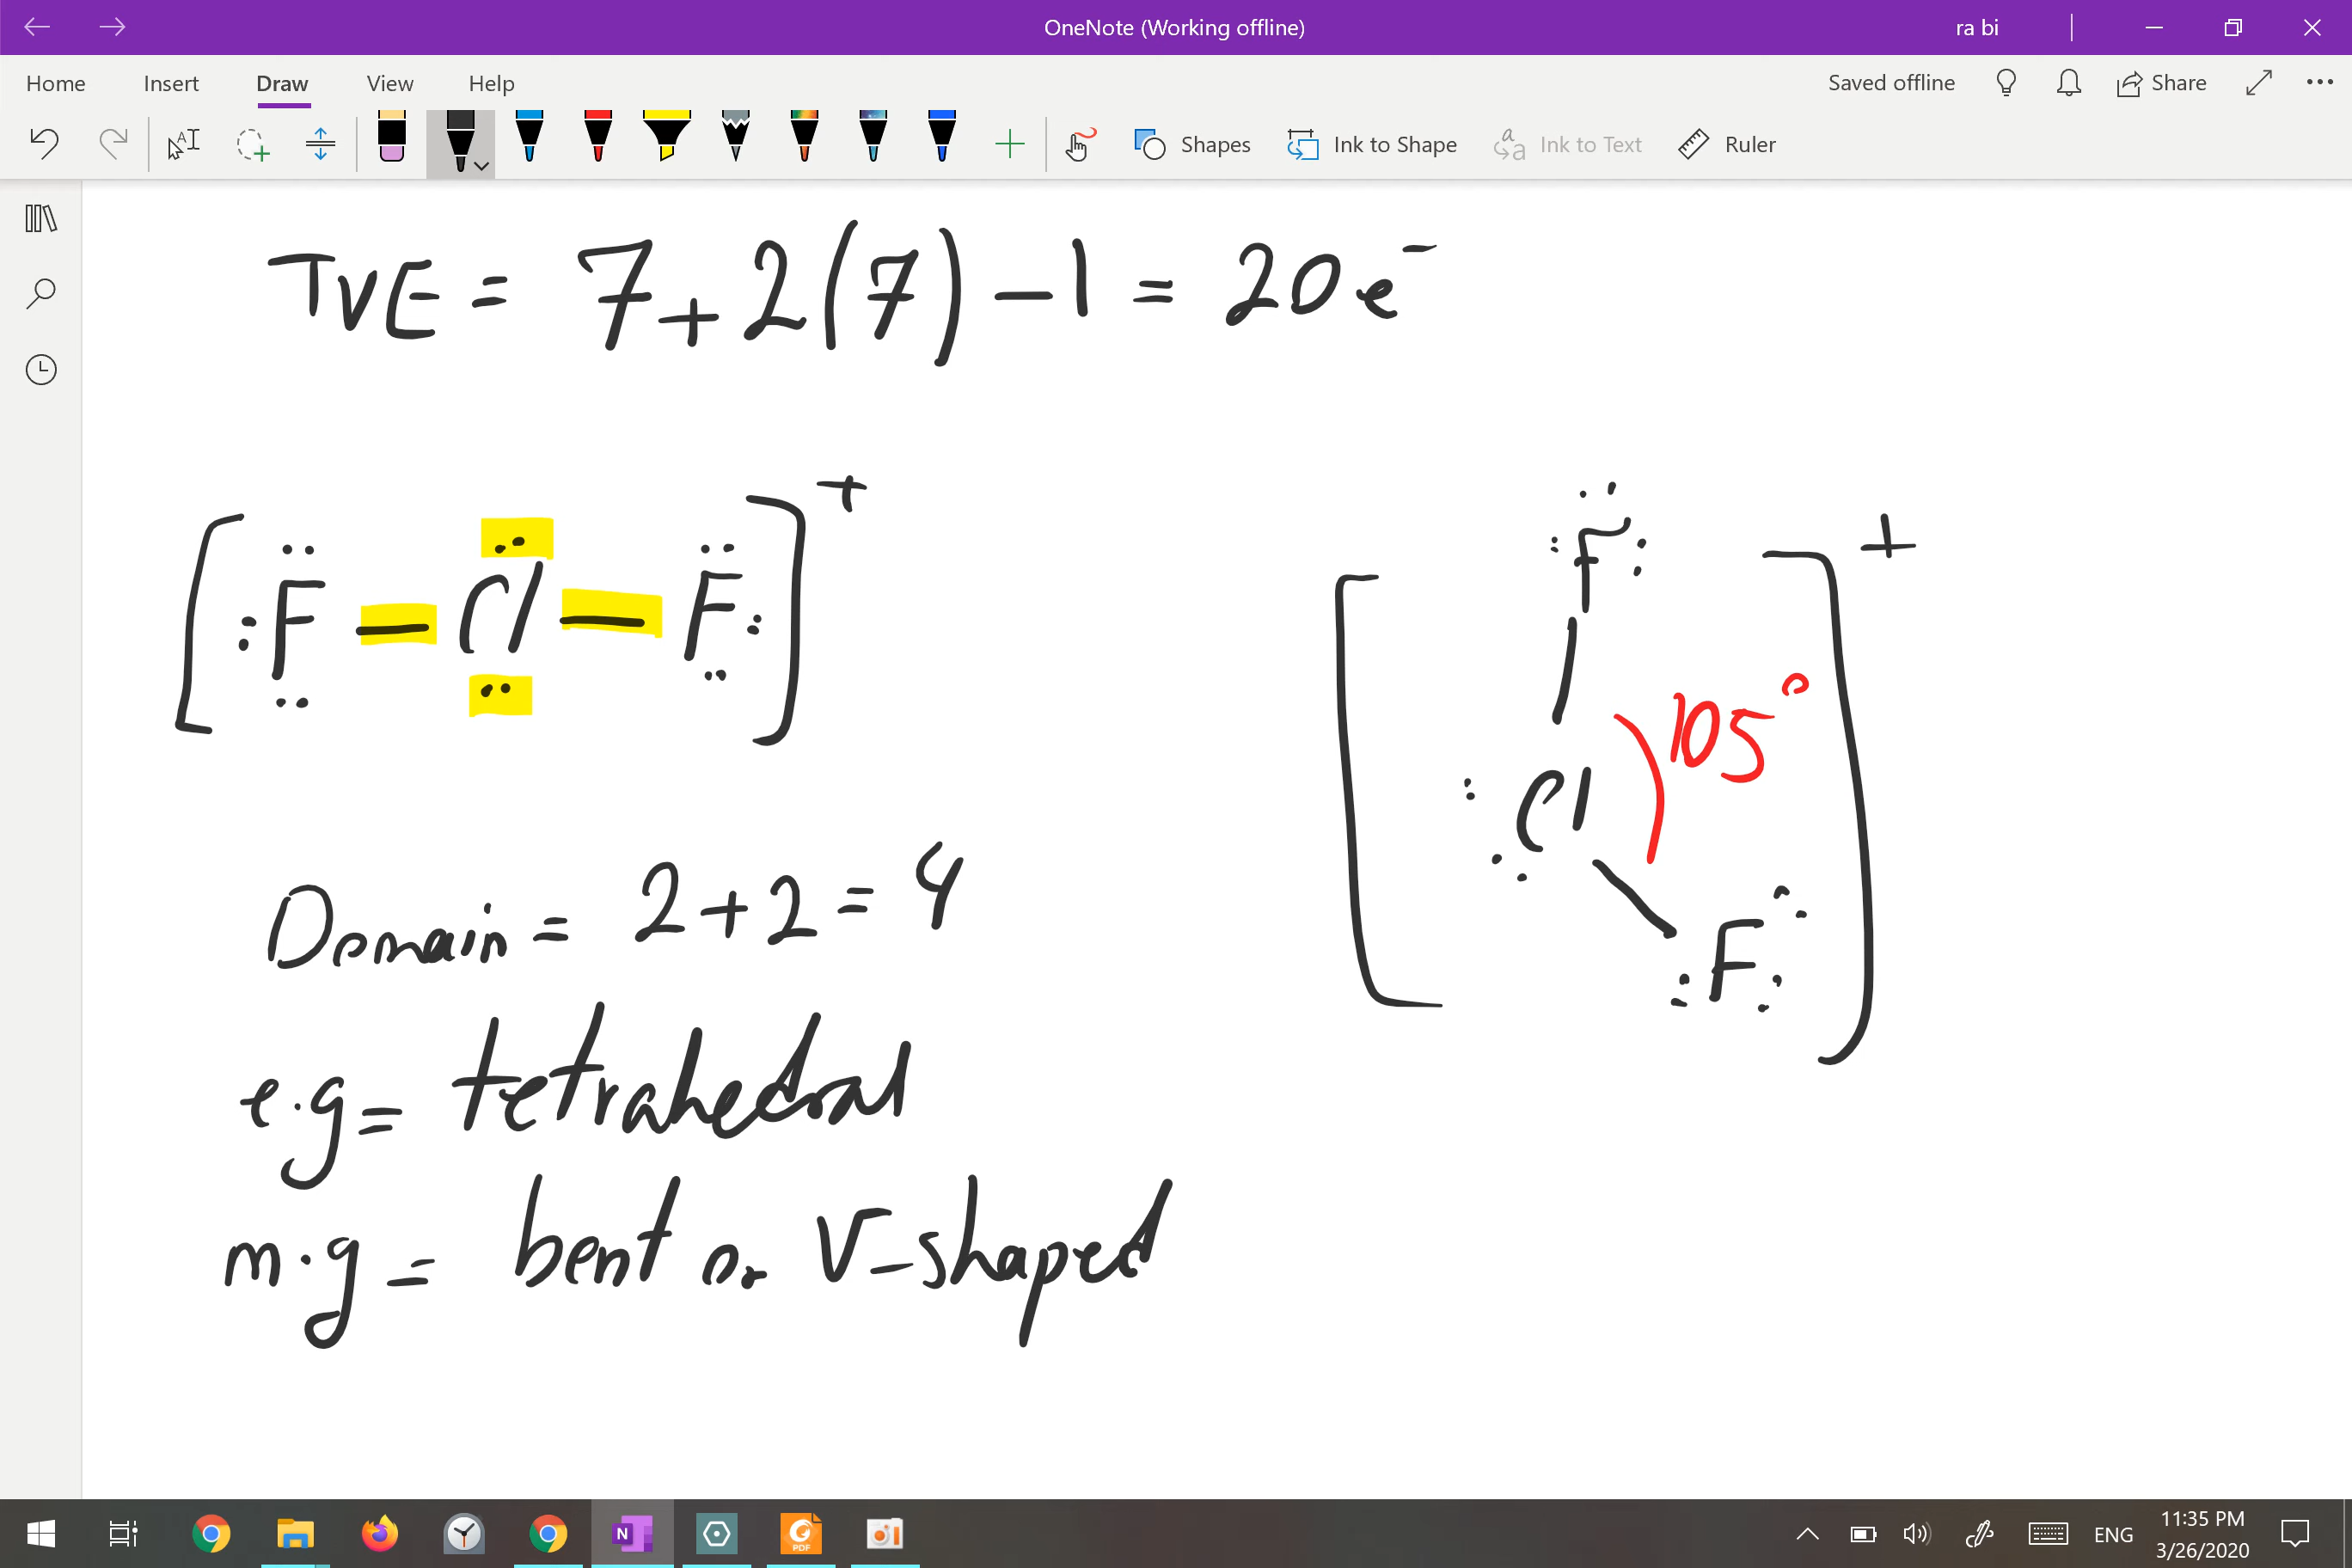 OneNote (Working offline)
ra bi
Home Insert Draw View Help
Saved offline Share
Shapes Ink to Shape Ink to Text Ruler
TVE = 7+2(7)-1 = 20e⁻
[:F̈-Cl-F̈:]⁺
[:F: :Cl F:]⁺
105°
Domain = 2+2=4
e.g= tetrahedral
m.g= bent or V-shaped
ENG
11:35 PM
3/26/2020